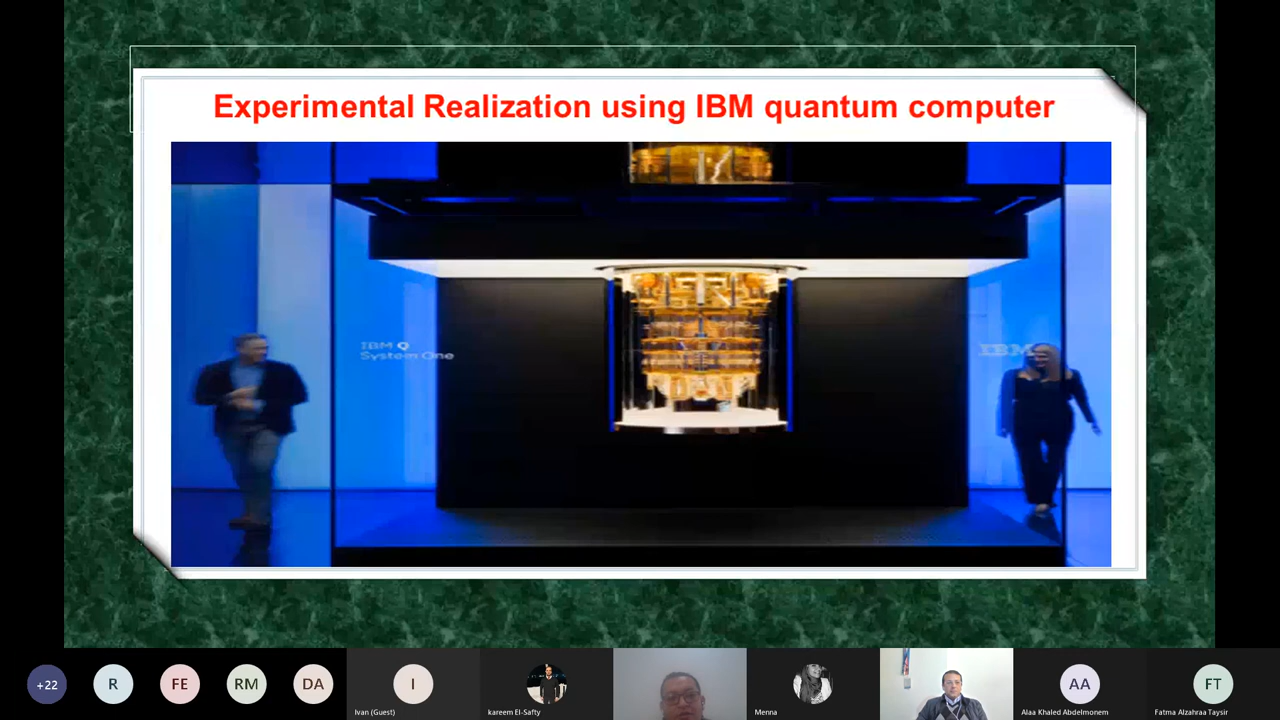 Experimental Realization using IBM quantum computer
IBM Q
System One
IBM
+22
R
FE
RM
DA
I
AA
FT
Ivan (Guest)
kareem El-Safty
Menna
Alaa Khaled Abdelmonem
Fatma Alzahraa Taysir